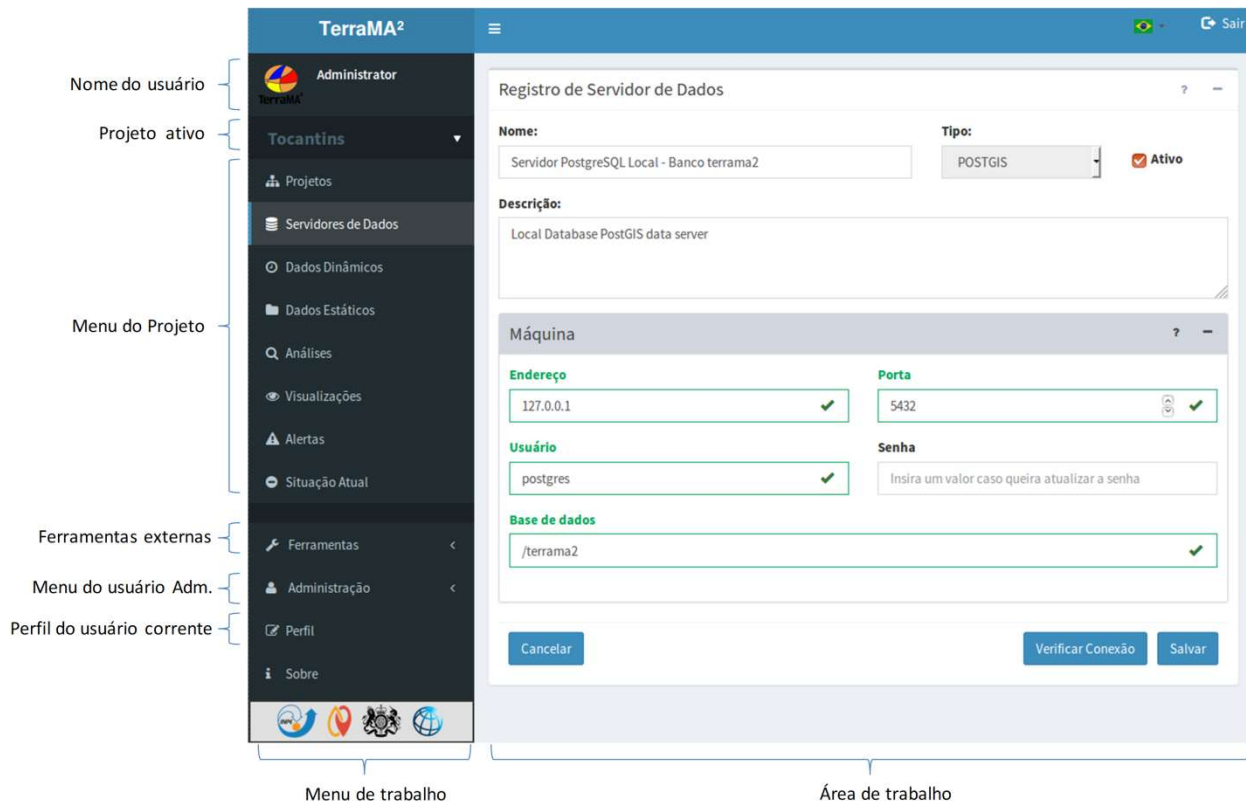 TerraMA²
Sair
Nome do usuário
TerraMA²
Administrator
Projeto ativo
Tocantins
Menu do Projeto
Projetos
Servidores de Dados
Dados Dinâmicos
Dados Estáticos
Análises
Visualizações
Alertas
Situação Atual
Ferramentas externas
Ferramentas
Menu do usuário Adm.
Administração
Perfil do usuário corrente
Perfil
Sobre
INPE
Menu de trabalho
Registro de Servidor de Dados
?
Nome:
Tipo:
Servidor PostgreSQL Local - Banco terrama2
POSTGIS
Ativo
Descrição:
Local Database PostGIS data server
Máquina
?
Endereço
Porta
127.0.0.1
5432
Usuário
Senha
postgres
Insira um valor caso queira atualizar a senha
Base de dados
/terrama2
Cancelar
Verificar Conexão
Salvar
Área de trabalho